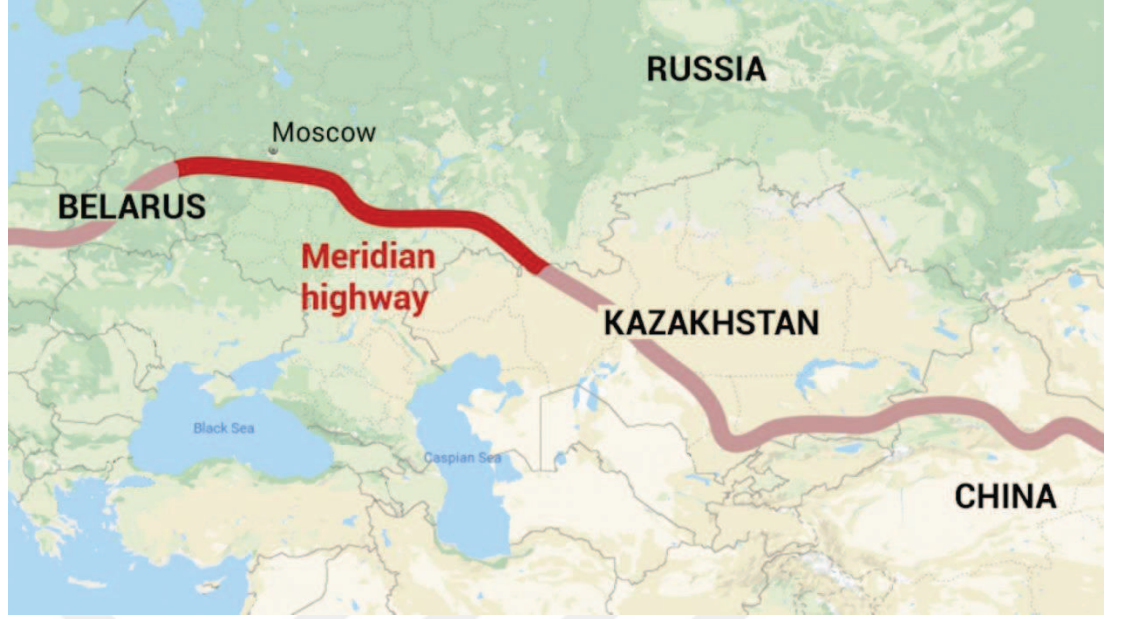 RUSSIA
Moscow
BELARUS
Meridian
highway
KAZAKHSTAN
Black Sea
Caspian Sea
CHINA